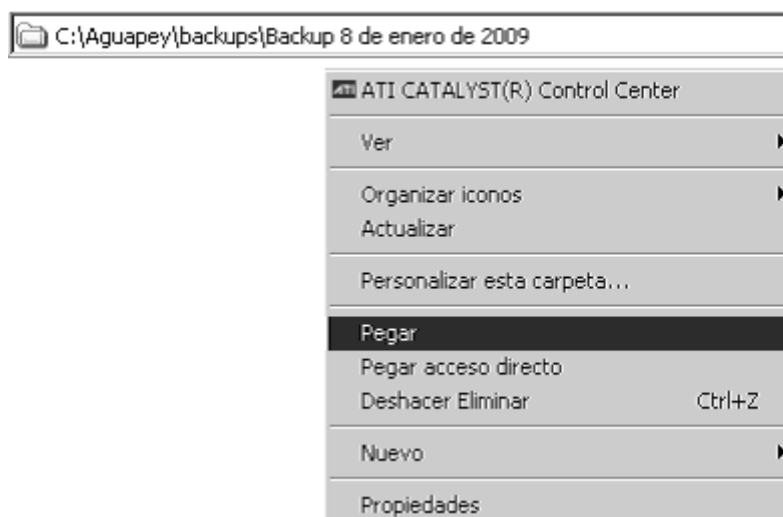 C:\Aguapey\backups\Backup 8 de enero de 2009
ATI CATALYST(R) Control Center
Ver
Organizar iconos
Actualizar
Personalizar esta carpeta...
Pegar
Pegar acceso directo
Deshacer Eliminar Ctrl+Z
Nuevo
Propiedades